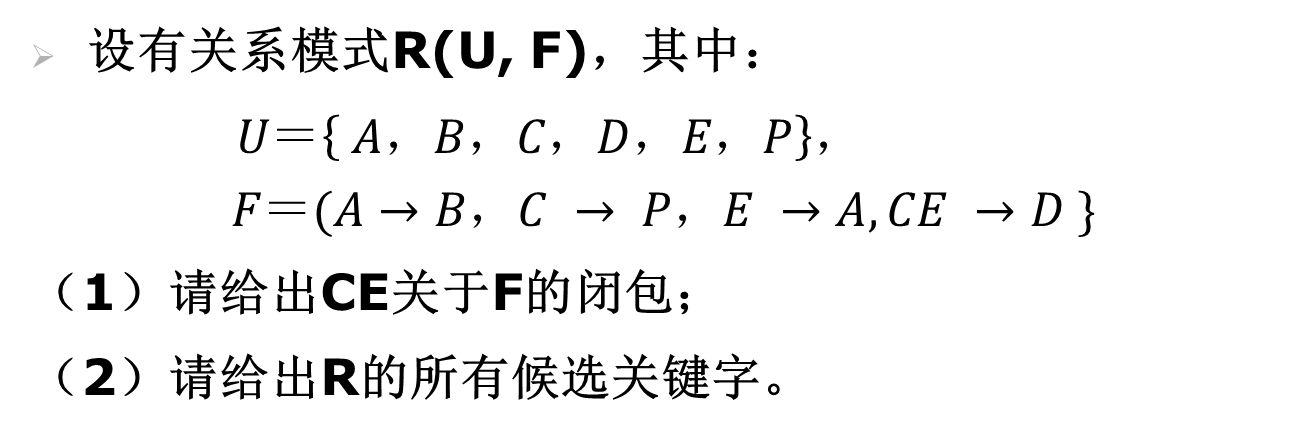 设有关系模式R(U, F)，其中：
U={ A，B，C，D，E，P}，
F=(A → B，C → P，E → A,CE → D }
（1）请给出CE关于F的闭包；
（2）请给出R的所有候选关键字。